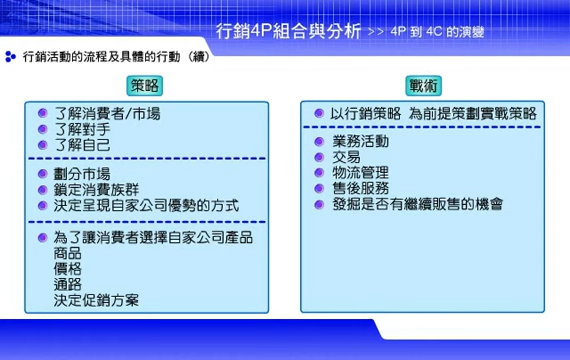 行銷4P組合與分析 >> 4P 到 4C 的演變
行銷活動的流程及具體的行動（續）
策略
了解消費者/市場
了解對手
了解自己
劃分市場
鎖定消費族群
決定呈現自家公司優勢的方式
為了讓消費者選擇自家公司產品
商品
價格
通路
決定促銷方案
戰術
以行銷策略 為前提策劃實戰策略
業務活動
交易
物流管理
售後服務
發掘是否有繼續販售的機會